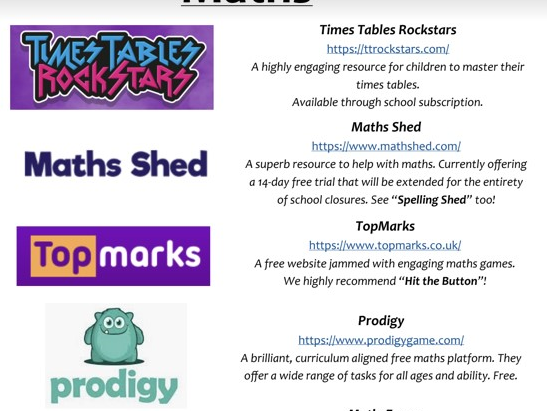 Maths
TIMES TABLES
ROCKSTARS
Times Tables Rockstars
https://ttrockstars.com/
A highly engaging resource for children to master their
times tables.
Available through school subscription.
Maths Shed
Maths Shed
https://www.mathshed.com/
A superb resource to help with maths. Currently offering
a 14-day free trial that will be extended for the entirety
of school closures. See “Spelling Shed” too!
Topmarks
TopMarks
https://www.topmarks.co.uk/
A free website jammed with engaging maths games.
We highly recommend “Hit the Button”!
prodigy
Prodigy
https://www.prodigygame.com/
A brilliant, curriculum aligned free maths platform. They
offer a wide range of tasks for all ages and ability. Free.